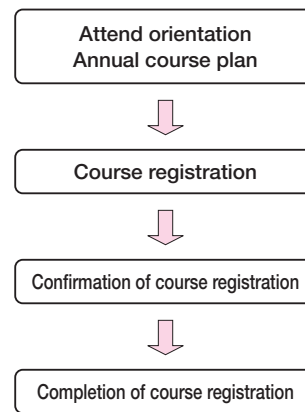 Attend orientation
Annual course plan
Course registration
Confirmation of course registration
Completion of course registration